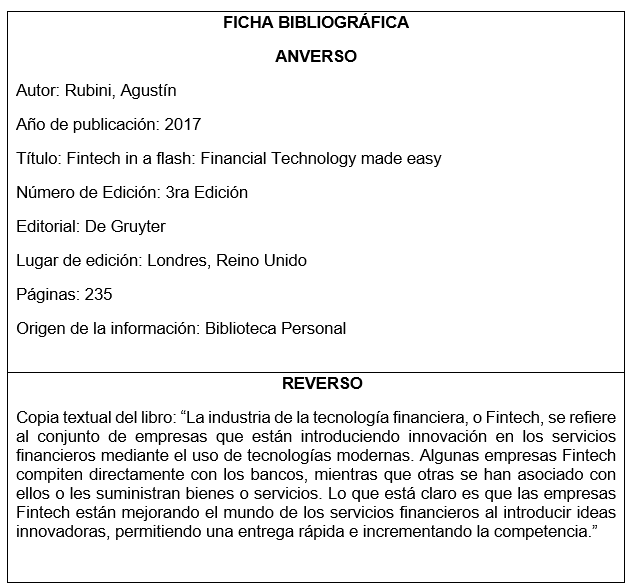 FICHA BIBLIOGRÁFICA
ANVERSO
Autor: Rubini, Agustín
Año de publicación: 2017
Título: Fintech in a flash: Financial Technology made easy
Número de Edición: 3ra Edición
Editorial: De Gruyter
Lugar de edición: Londres, Reino Unido
Páginas: 235
Origen de la información: Biblioteca Personal
REVERSO
Copia textual del libro: “La industria de la tecnología financiera, o Fintech, se refiere
al conjunto de empresas que están introduciendo innovación en los servicios
financieros mediante el uso de tecnologías modernas. Algunas empresas Fintech
compiten directamente con los bancos, mientras que otras se han asociado con
ellos o les suministran bienes o servicios. Lo que está claro es que las empresas
Fintech están mejorando el mundo de los servicios financieros al introducir ideas
innovadoras, permitiendo una entrega rápida e incrementando la competencia.”